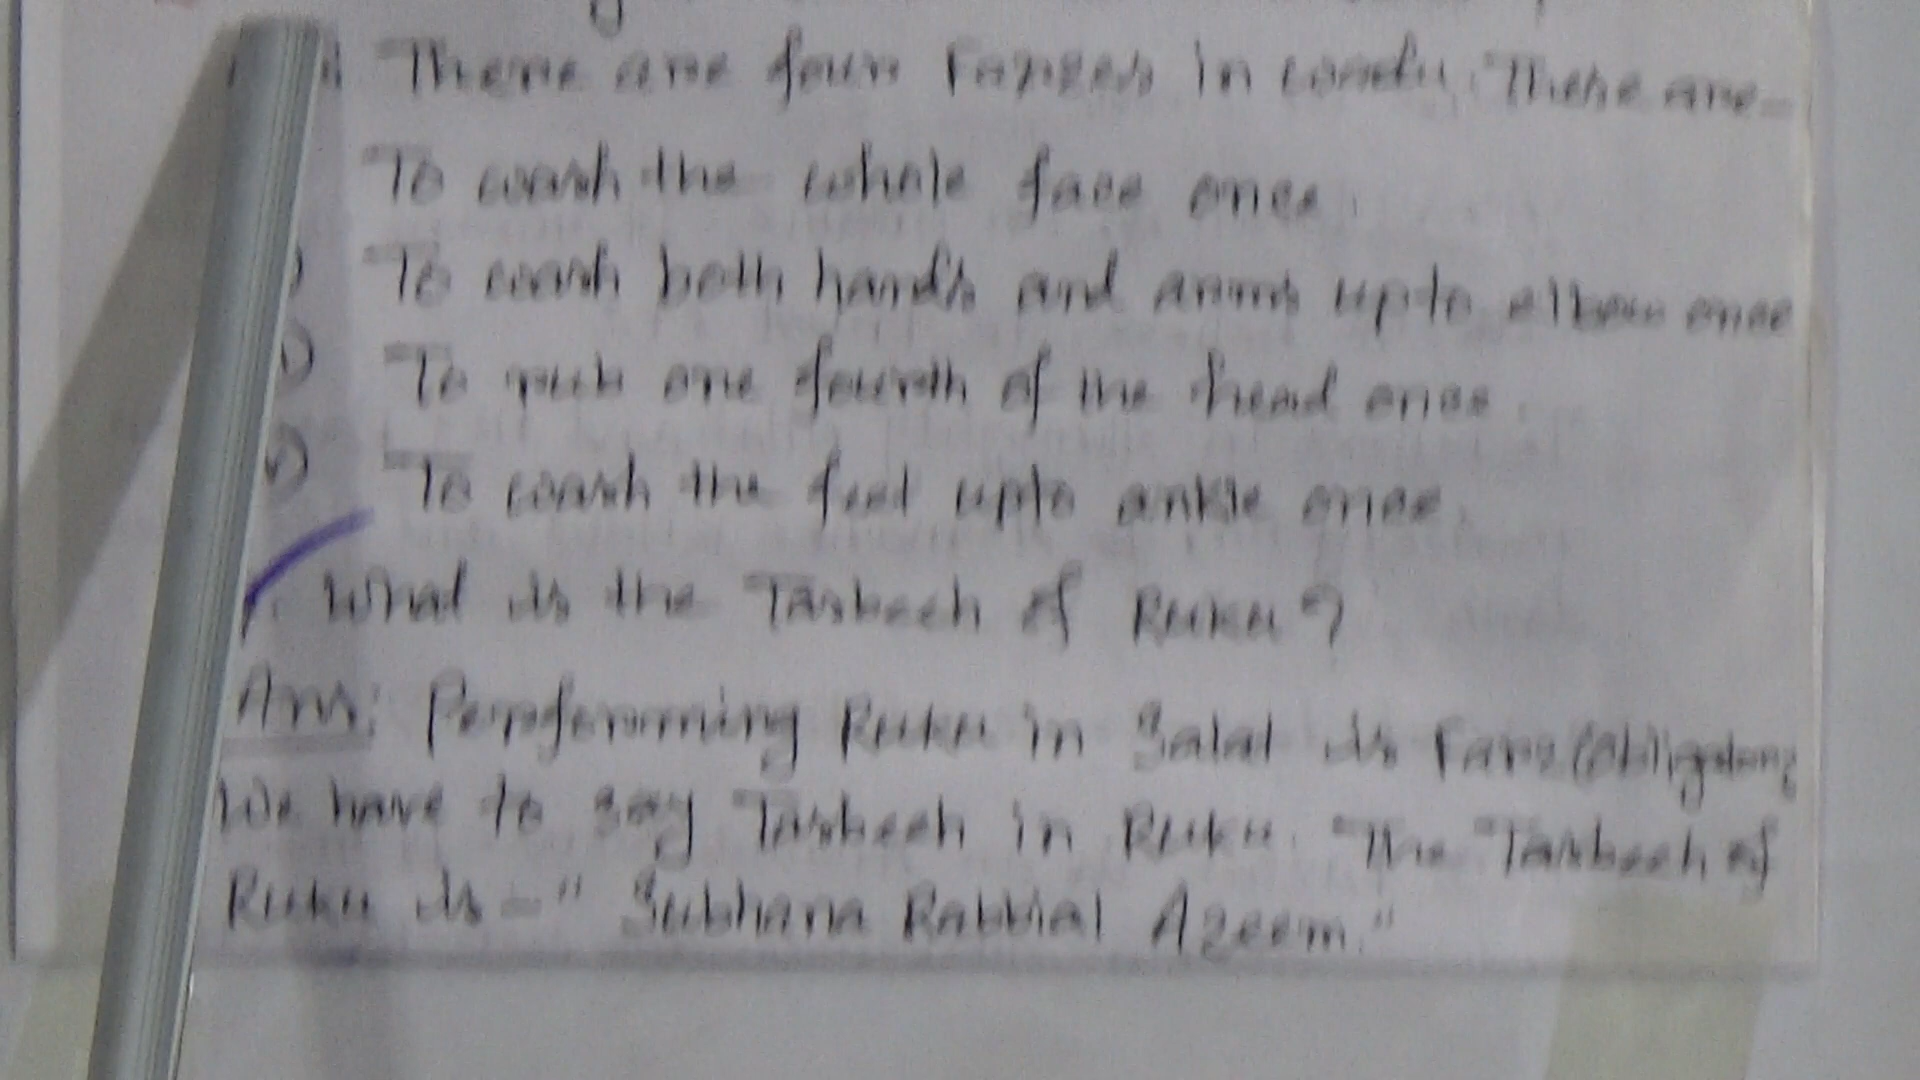 There are four Farzes in wodu. These are-
To wash the whole face once.
) To wash both hands and arms upto elbow once
) To rub one fourth of the head once.
) To wash the feet upto ankle once.
What is the Tasbeeh of Ruku?
Ans: Performing Ruku in Salat is Farz (Obligatory
We have to say Tasbeeh in Ruku. The Tasbeeh of
Ruku is - " Subhana Rabbial Azeem."